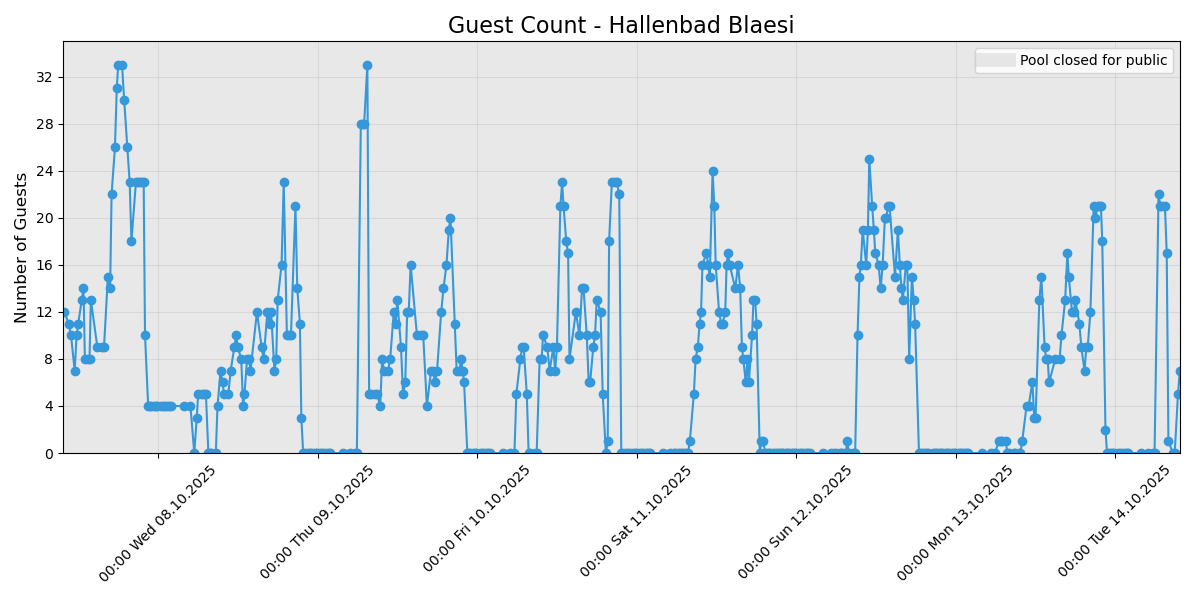 Guest Count - Hallenbad Blaesi
Pool closed for public
Number of Guests
32
28
24
20
16
12
8
4
0
00:00 Wed 08.10.2025
00:00 Thu 09.10.2025
00:00 Fri 10.10.2025
00:00 Sat 11.10.2025
00:00 Sun 12.10.2025
00:00 Mon 13.10.2025
00:00 Tue 14.10.2025